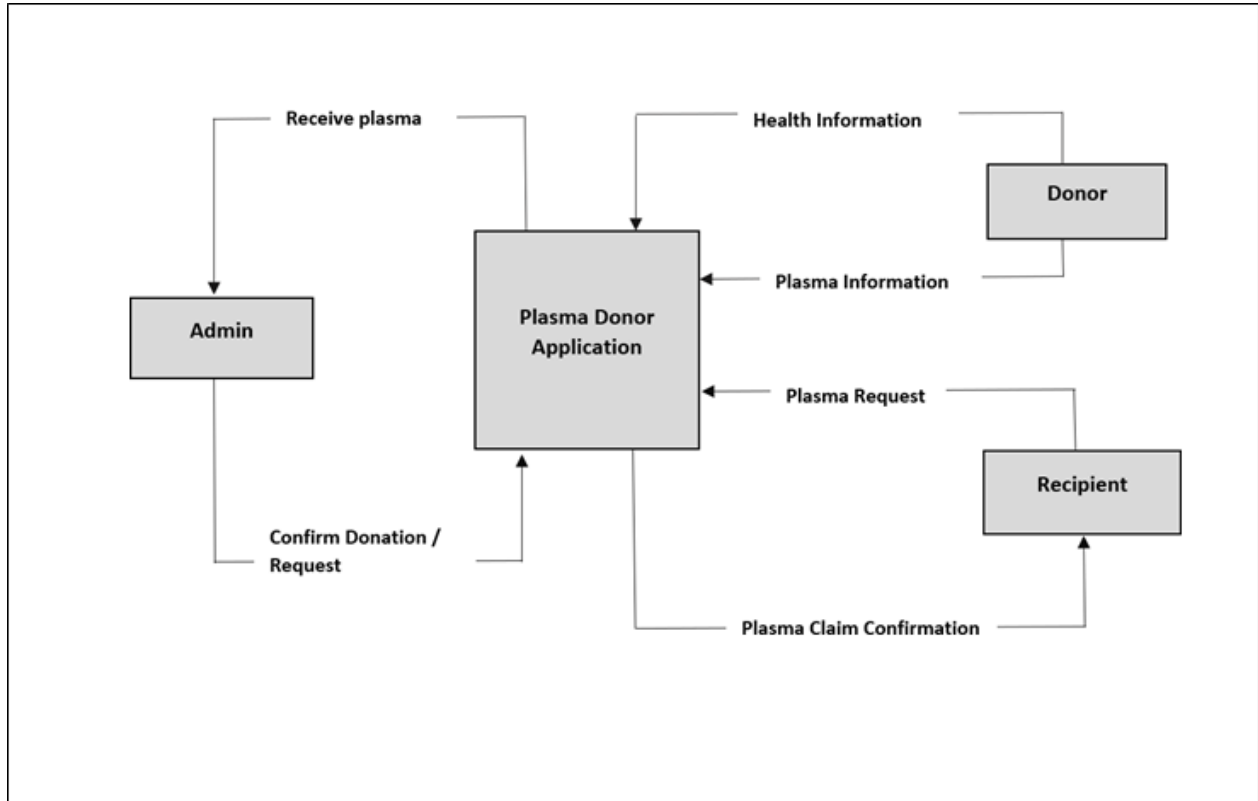 Receive plasma
Health Information
Donor
Plasma Information
Admin
Plasma Donor
Application
Plasma Request
Recipient
Confirm Donation /
Request
Plasma Claim Confirmation